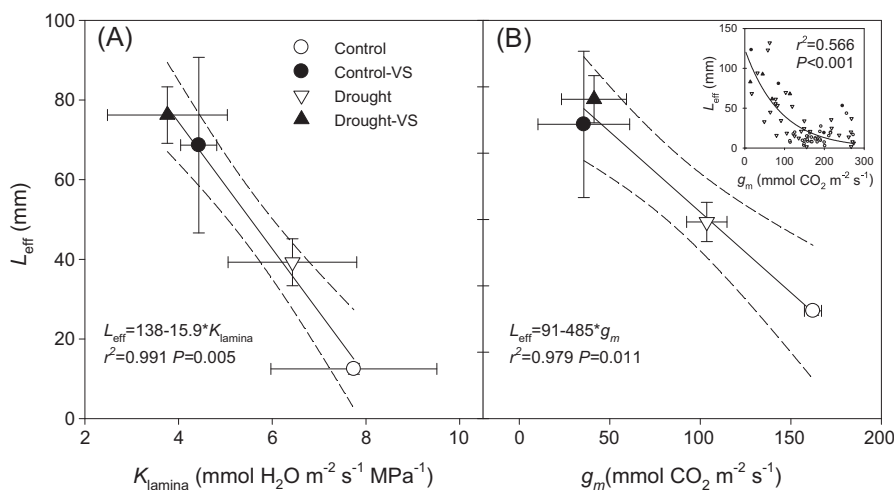 (A)
Control
Control-VS
Drought
Drought-VS
L_eff=138-15.9*K_lamina
r²=0.991 P=0.005
100
80
60
40
20
0
L_eff (mm)
2 4 6 8 10
K_lamina (mmol H₂O m⁻² s⁻¹ MPa⁻¹)
(B)
r²=0.566
P<0.001
150
100
50
0
L_eff (mm)
0 100 200 300
g_m (mmol CO₂ m⁻² s⁻¹)
L_eff=91-485*g_m
r²=0.979 P=0.011
0 50 100 150 200
g_m(mmol CO₂ m⁻² s⁻¹)